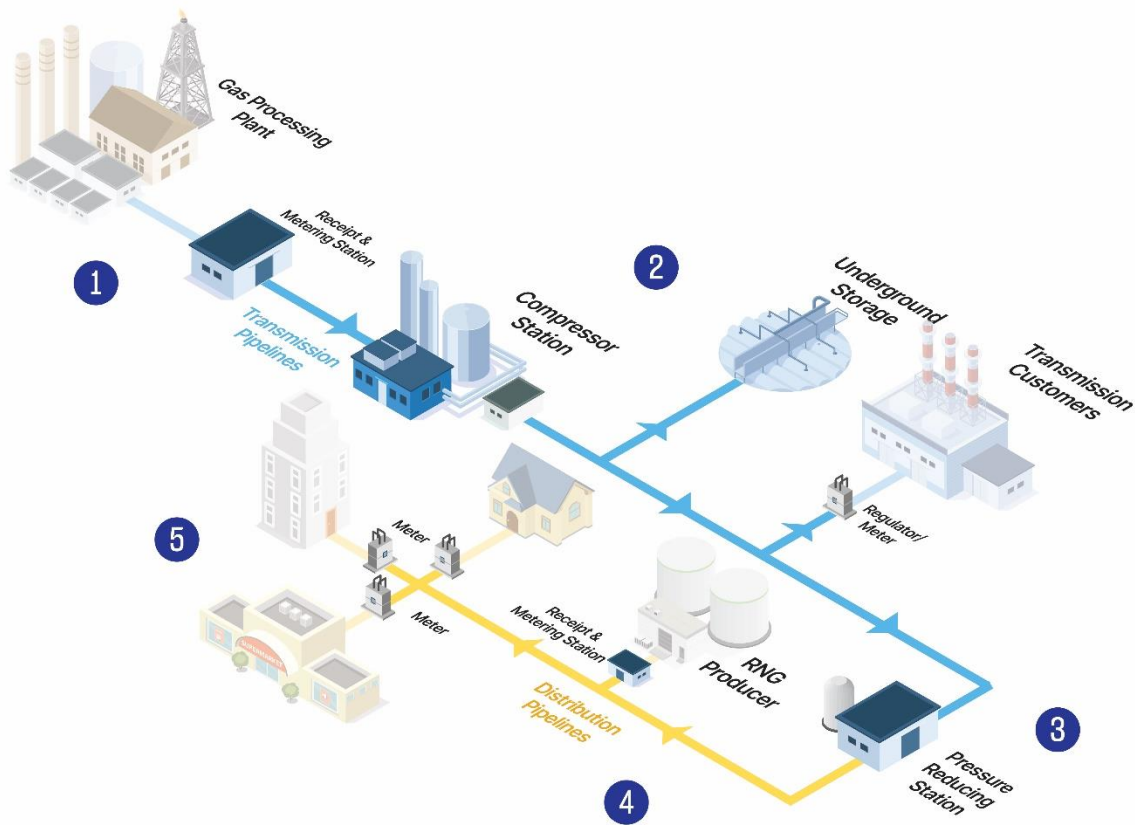 Gas Processing
Plant
Receipt &
Metering Station
1
Transmission
Pipelines
Compressor
Station
2
Underground
Storage
Transmission
Customers
Regulator/
Meter
5
Meter
Meter
SUPERMARKET
Receipt &
Metering Station
RNG
Producer
Distribution
Pipelines
3
Pressure
Reducing
Station
4